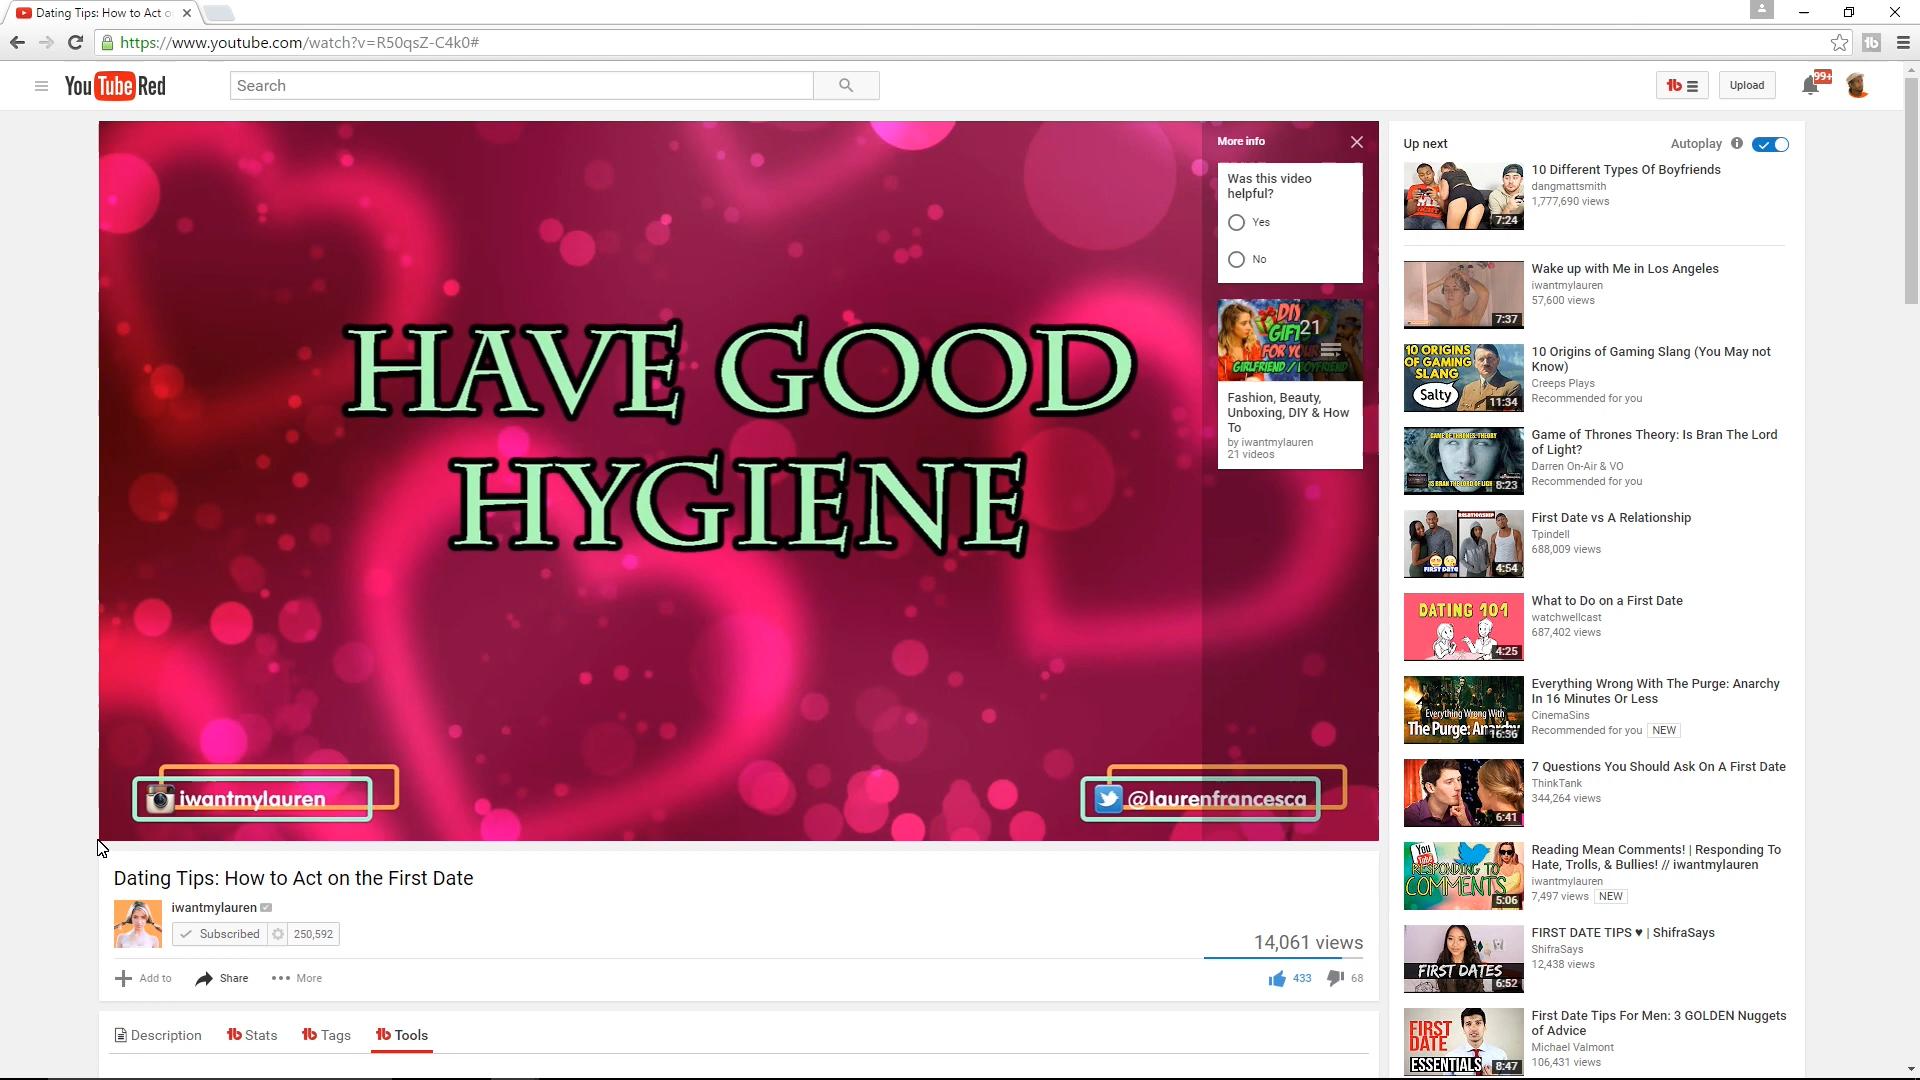 Dating Tips: How to Act o
https://www.youtube.com/watch?v=R50qsZ-C4k0#
YouTube Red
Search
Upload
99+
HAVE GOOD
HYGIENE
iwantmylauren
@laurenfrancesca
More info
Was this video
helpful?
Yes
No
DIY
GIFTS
21
GIRLFRIEND / BOYFRIEND
Fashion, Beauty,
Unboxing, DIY & How
To
by iwantmylauren
21 videos
Dating Tips: How to Act on the First Date
iwantmylauren
Subscribed 250,592
14,061 views
Add to Share More
433 68
Description
Stats
Tags
Tools
Up next
Autoplay
7:24
10 Different Types Of Boyfriends
dangmattsmith
1,777,690 views
7:37
Wake up with Me in Los Angeles
iwantmylauren
57,600 views
10 ORIGINS
OF GAMING
SLANG
Salty
11:34
10 Origins of Gaming Slang (You May not
Know)
Creeps Plays
Recommended for you
GAME OF THRONES: THEORY
8:23
Game of Thrones Theory: Is Bran The Lord
of Light?
Darren On-Air & VO
Recommended for you
RELATIONSHIP
FIRST DATE
4:54
First Date vs A Relationship
Tpindell
688,009 views
DATING 101
4:25
What to Do on a First Date
watchwellcast
687,402 views
Everything Wrong With
The Purge: Anarchy
16:36
Everything Wrong With The Purge: Anarchy
In 16 Minutes Or Less
CinemaSins
Recommended for you NEW
6:41
7 Questions You Should Ask On A First Date
ThinkTank
344,264 views
You
Tube
RESPONDING TO
COMMENTS
5:06
Reading Mean Comments! | Responding To
Hate, Trolls, & Bullies! // iwantmylauren
iwantmylauren
7,497 views NEW
FIRST DATES
6:52
FIRST DATE TIPS ♥ | ShifraSays
ShifraSays
12,438 views
FIRST
DATE
ESSENTIALS
8:47
First Date Tips For Men: 3 GOLDEN Nuggets
of Advice
Michael Valmont
106,431 views